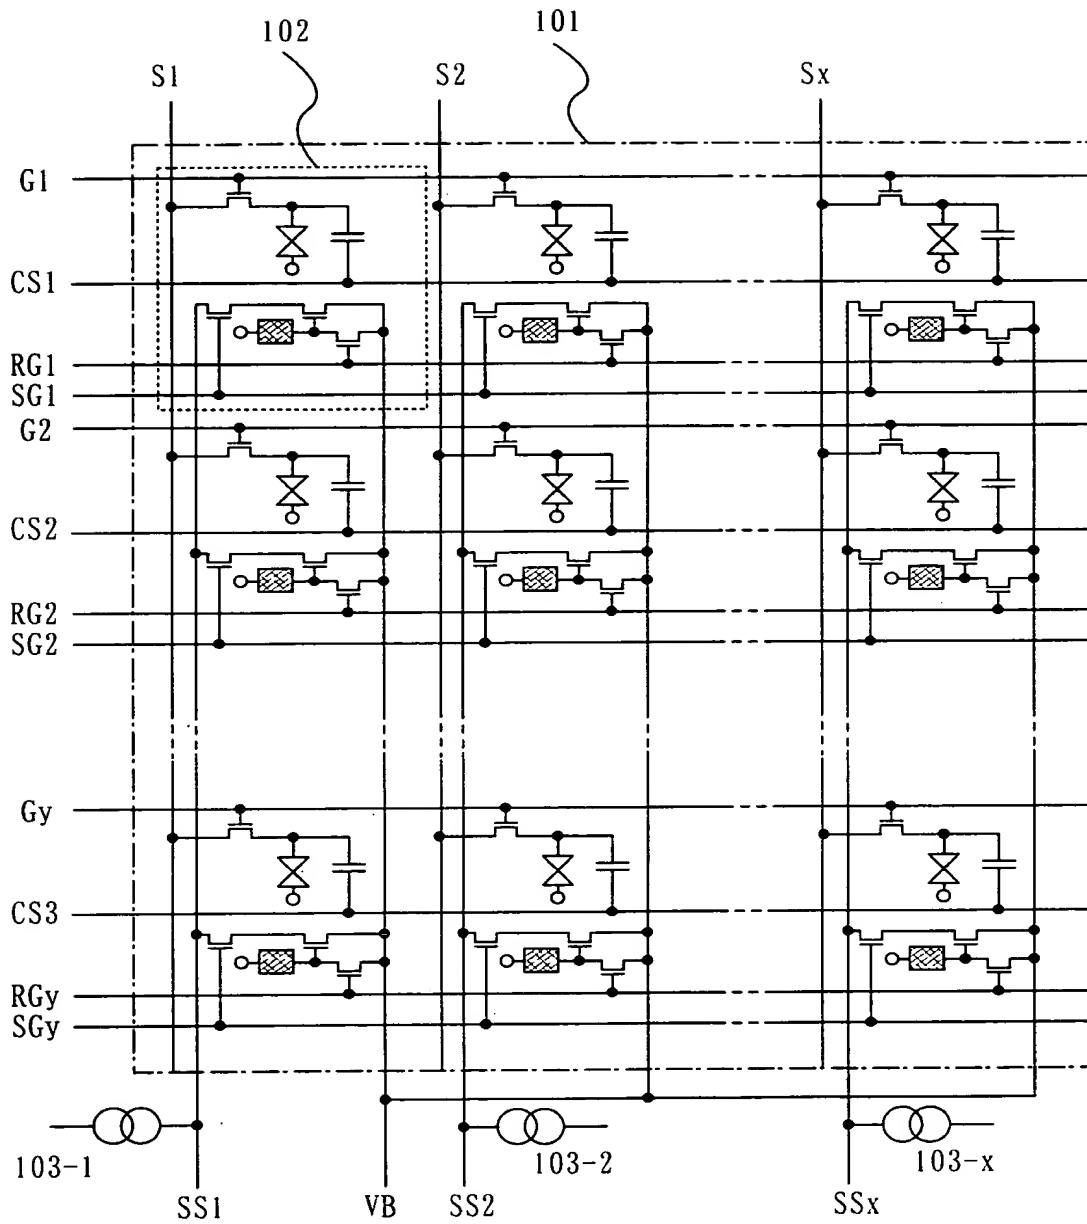 102
101
S1
S2
Sx
G1
CS1
RG1
SG1
G2
CS2
RG2
SG2
Gy
CS3
RGy
SGy
103-1
103-2
103-x
SS1
VB
SS2
SSx